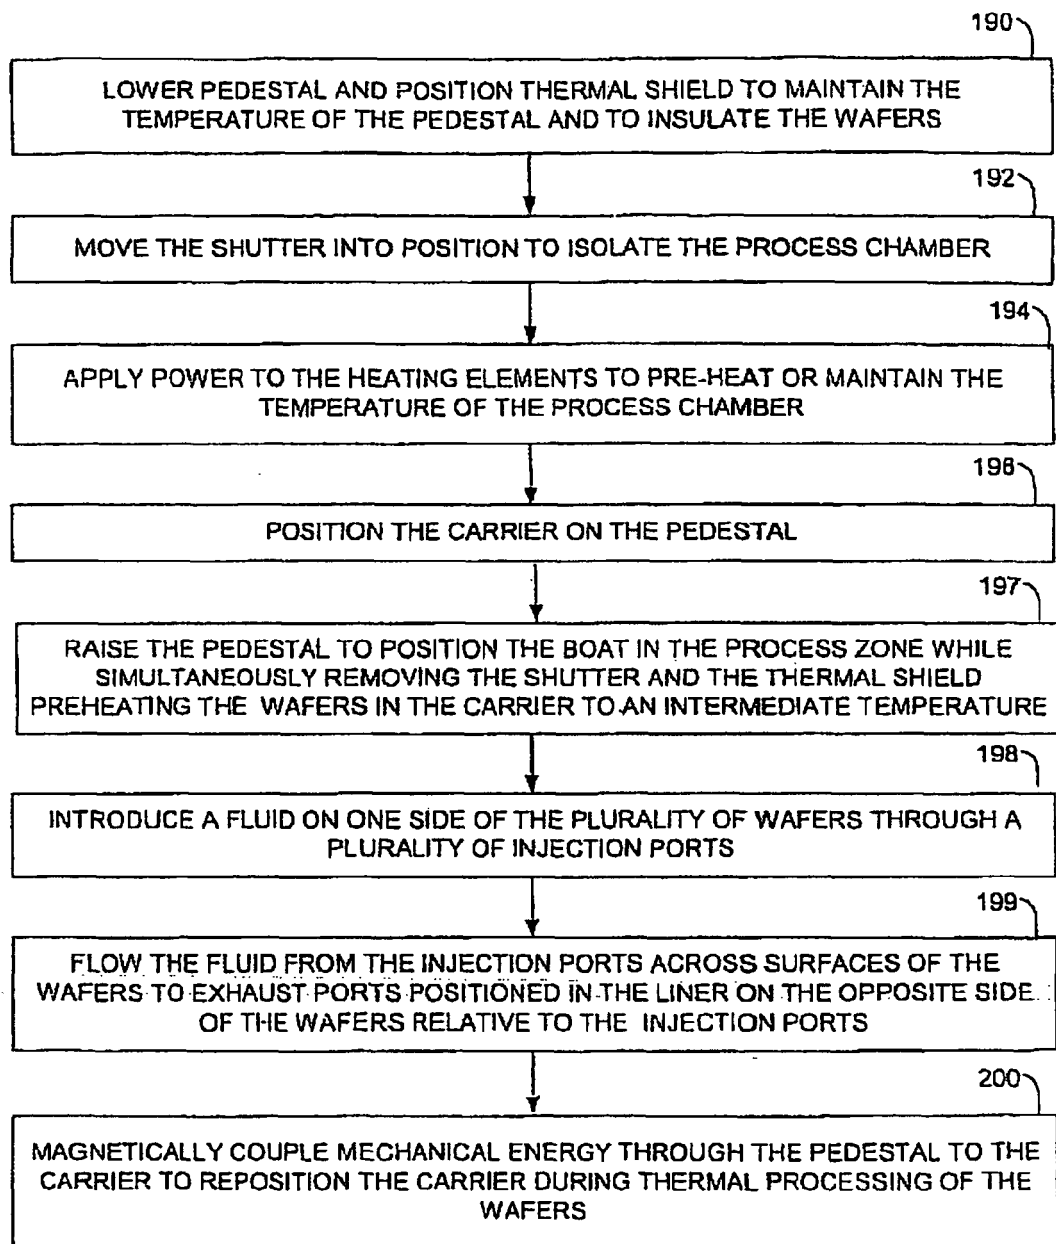 190
LOWER PEDESTAL AND POSITION THERMAL SHIELD TO MAINTAIN THE
TEMPERATURE OF THE PEDESTAL AND TO INSULATE THE WAFERS
192
MOVE THE SHUTTER INTO POSITION TO ISOLATE THE PROCESS CHAMBER
194
APPLY POWER TO THE HEATING ELEMENTS TO PRE-HEAT OR MAINTAIN THE
TEMPERATURE OF THE PROCESS CHAMBER
196
POSITION THE CARRIER ON THE PEDESTAL
197
RAISE THE PEDESTAL TO POSITION THE BOAT IN THE PROCESS ZONE WHILE
SIMULTANEOUSLY REMOVING THE SHUTTER AND THE THERMAL SHIELD
PREHEATING THE WAFERS IN THE CARRIER TO AN INTERMEDIATE TEMPERATURE
198
INTRODUCE A FLUID ON ONE SIDE OF THE PLURALITY OF WAFERS THROUGH A
PLURALITY OF INJECTION PORTS
199
FLOW THE FLUID FROM THE INJECTION PORTS ACROSS SURFACES OF THE
WAFERS TO EXHAUST PORTS POSITIONED IN THE LINER ON THE OPPOSITE SIDE
OF THE WAFERS RELATIVE TO THE INJECTION PORTS
200
MAGNETICALLY COUPLE MECHANICAL ENERGY THROUGH THE PEDESTAL TO THE
CARRIER TO REPOSITION THE CARRIER DURING THERMAL PROCESSING OF THE
WAFERS